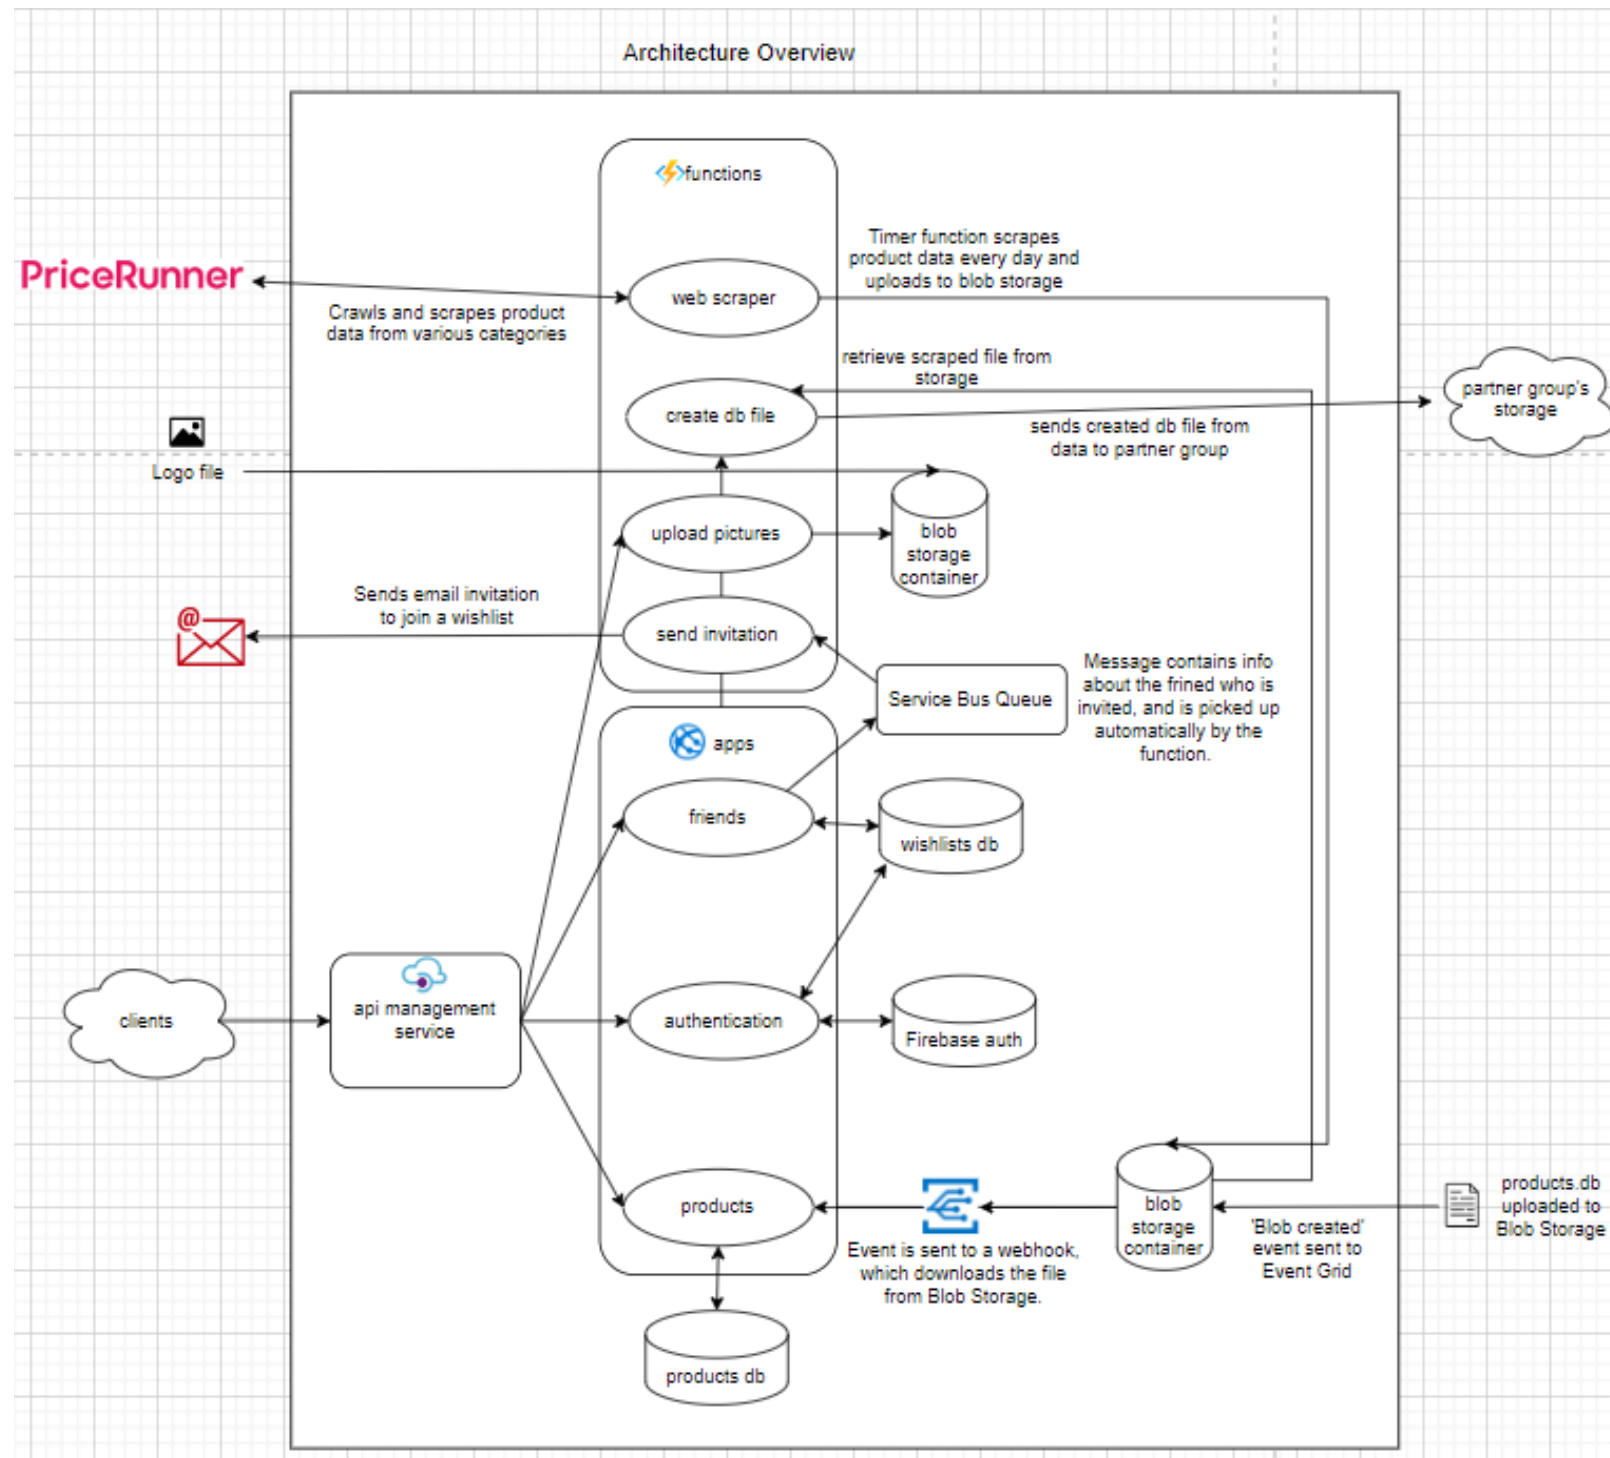 Architecture Overview
functions
Timer function scrapes
product data every day and
uploads to blob storage
PriceRunner
web scraper
Crawls and scrapes product
data from various categories
retrieve scraped file from
storage
partner group's
storage
create db file
sends created db file from
data to partner group
Logo file
upload pictures
blob
storage
container
Sends email invitation
to join a wishlist
@
send invitation
Service Bus Queue
Message contains info
about the frined who is
invited, and is picked up
automatically by the
function.
apps
friends
wishlists db
clients
api management
service
authentication
Firebase auth
products
Event is sent to a webhook,
which downloads the file
from Blob Storage.
blob
storage
container
'Blob created'
event sent to
Event Grid
products.db
uploaded to
Blob Storage
products db